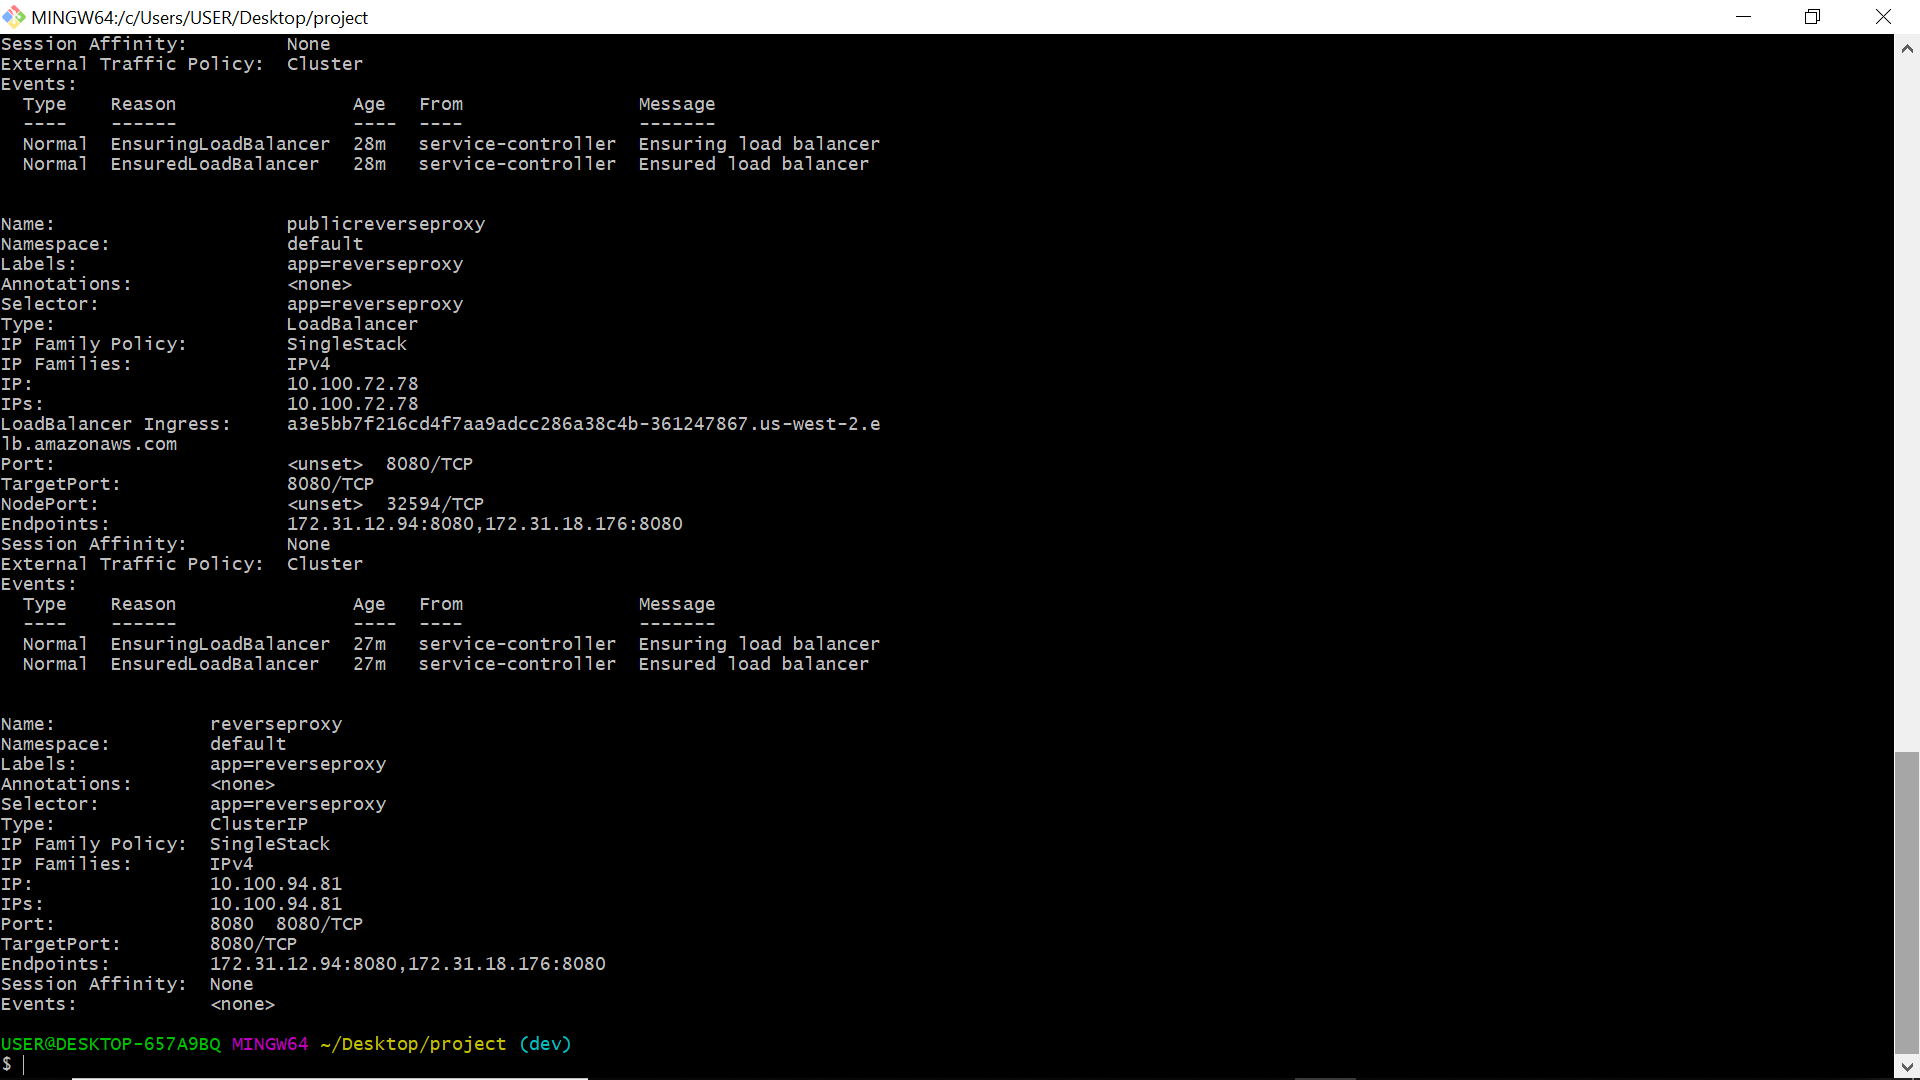 MINGW64:/c/Users/USER/Desktop/project
Session Affinity:         None
External Traffic Policy:  Cluster
Events:
  Type    Reason                Age   From                Message
  ----    ------                ----  ----                -------
  Normal  EnsuringLoadBalancer  28m   service-controller  Ensuring load balancer
  Normal  EnsuredLoadBalancer   28m   service-controller  Ensured load balancer
Name:                     publicreverseproxy
Namespace:                default
Labels:                   app=reverseproxy
Annotations:              <none>
Selector:                 app=reverseproxy
Type:                     LoadBalancer
IP Family Policy:         SingleStack
IP Families:              IPv4
IP:                       10.100.72.78
IPs:                      10.100.72.78
LoadBalancer Ingress:     a3e5bb7f216cd4f7aa9adcc286a38c4b-361247867.us-west-2.e
lb.amazonaws.com
Port:                     <unset>  8080/TCP
TargetPort:               8080/TCP
NodePort:                 <unset>  32594/TCP
Endpoints:                172.31.12.94:8080,172.31.18.176:8080
Session Affinity:         None
External Traffic Policy:  Cluster
Events:
  Type    Reason                Age   From                Message
  ----    ------                ----  ----                -------
  Normal  EnsuringLoadBalancer  27m   service-controller  Ensuring load balancer
  Normal  EnsuredLoadBalancer   27m   service-controller  Ensured load balancer
Name:              reverseproxy
Namespace:         default
Labels:            app=reverseproxy
Annotations:       <none>
Selector:          app=reverseproxy
Type:              ClusterIP
IP Family Policy:  SingleStack
IP Families:       IPv4
IP:                10.100.94.81
IPs:               10.100.94.81
Port:              8080  8080/TCP
TargetPort:        8080/TCP
Endpoints:         172.31.12.94:8080,172.31.18.176:8080
Session Affinity:  None
Events:            <none>
USER@DESKTOP-657A9BQ MINGW64 ~/Desktop/project (dev)
$